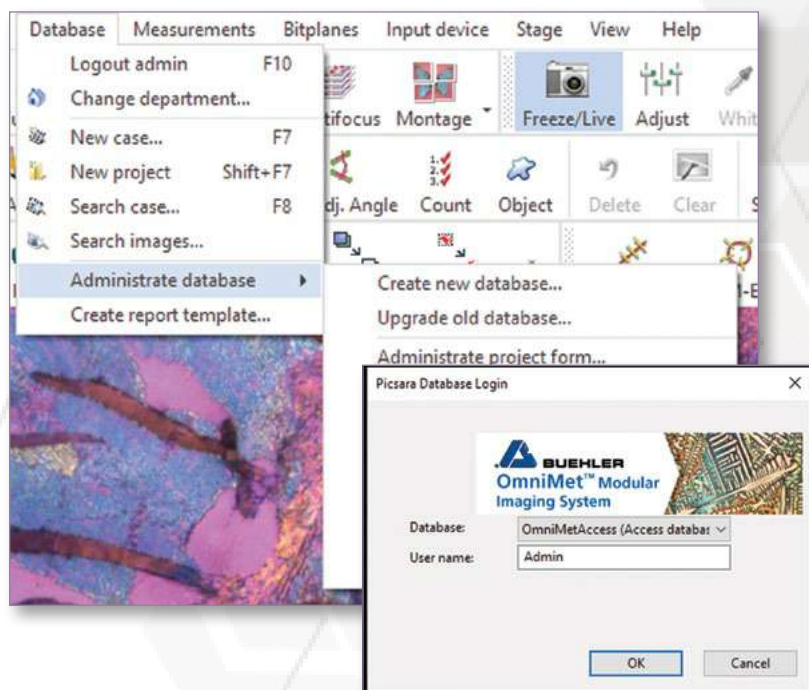 Database Measurements Bitplanes Input device Stage View Help
Logout admin F10
Change department...
New case... F7
New project Shift+F7
Search case... F8
Search images...
Administrate database
Create report template...
tifocus Montage Freeze/Live Adjust Whit
dj. Angle Count Object Delete Clear S
Create new database...
Upgrade old database...
Administrate project form...
Picsara Database Login
BUEHLER
OmniMet™ Modular
Imaging System
Database: OmniMetAccess (Access databas
User name: Admin
OK Cancel